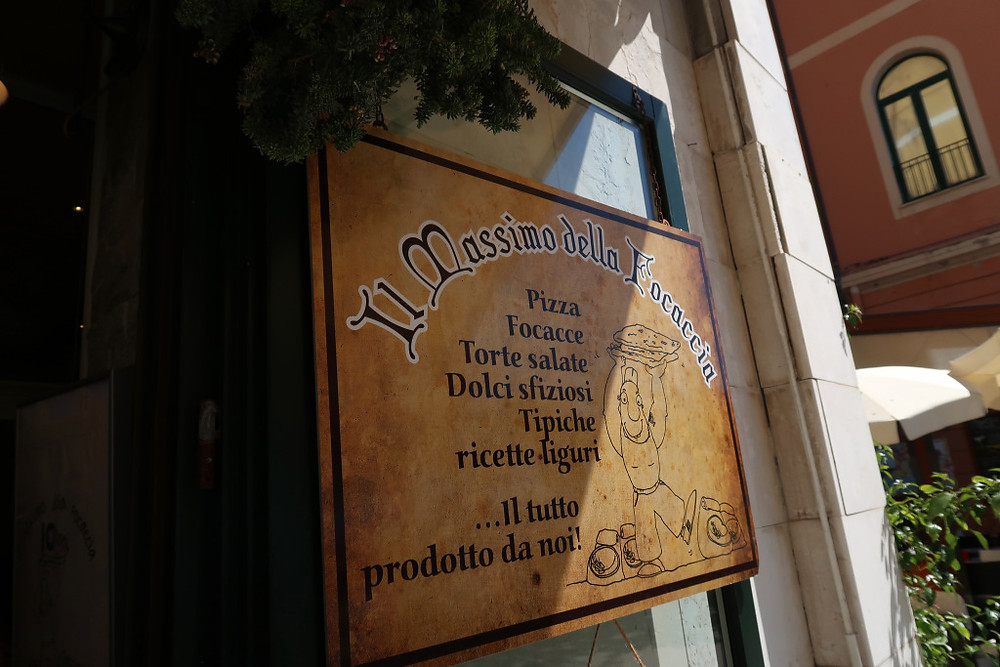 Il Massimo della Focaccia
Pizza
Focacce
Torte salate
Dolci sfiziosi
Tipiche
ricette liguri
...Il tutto
prodotto da noi!